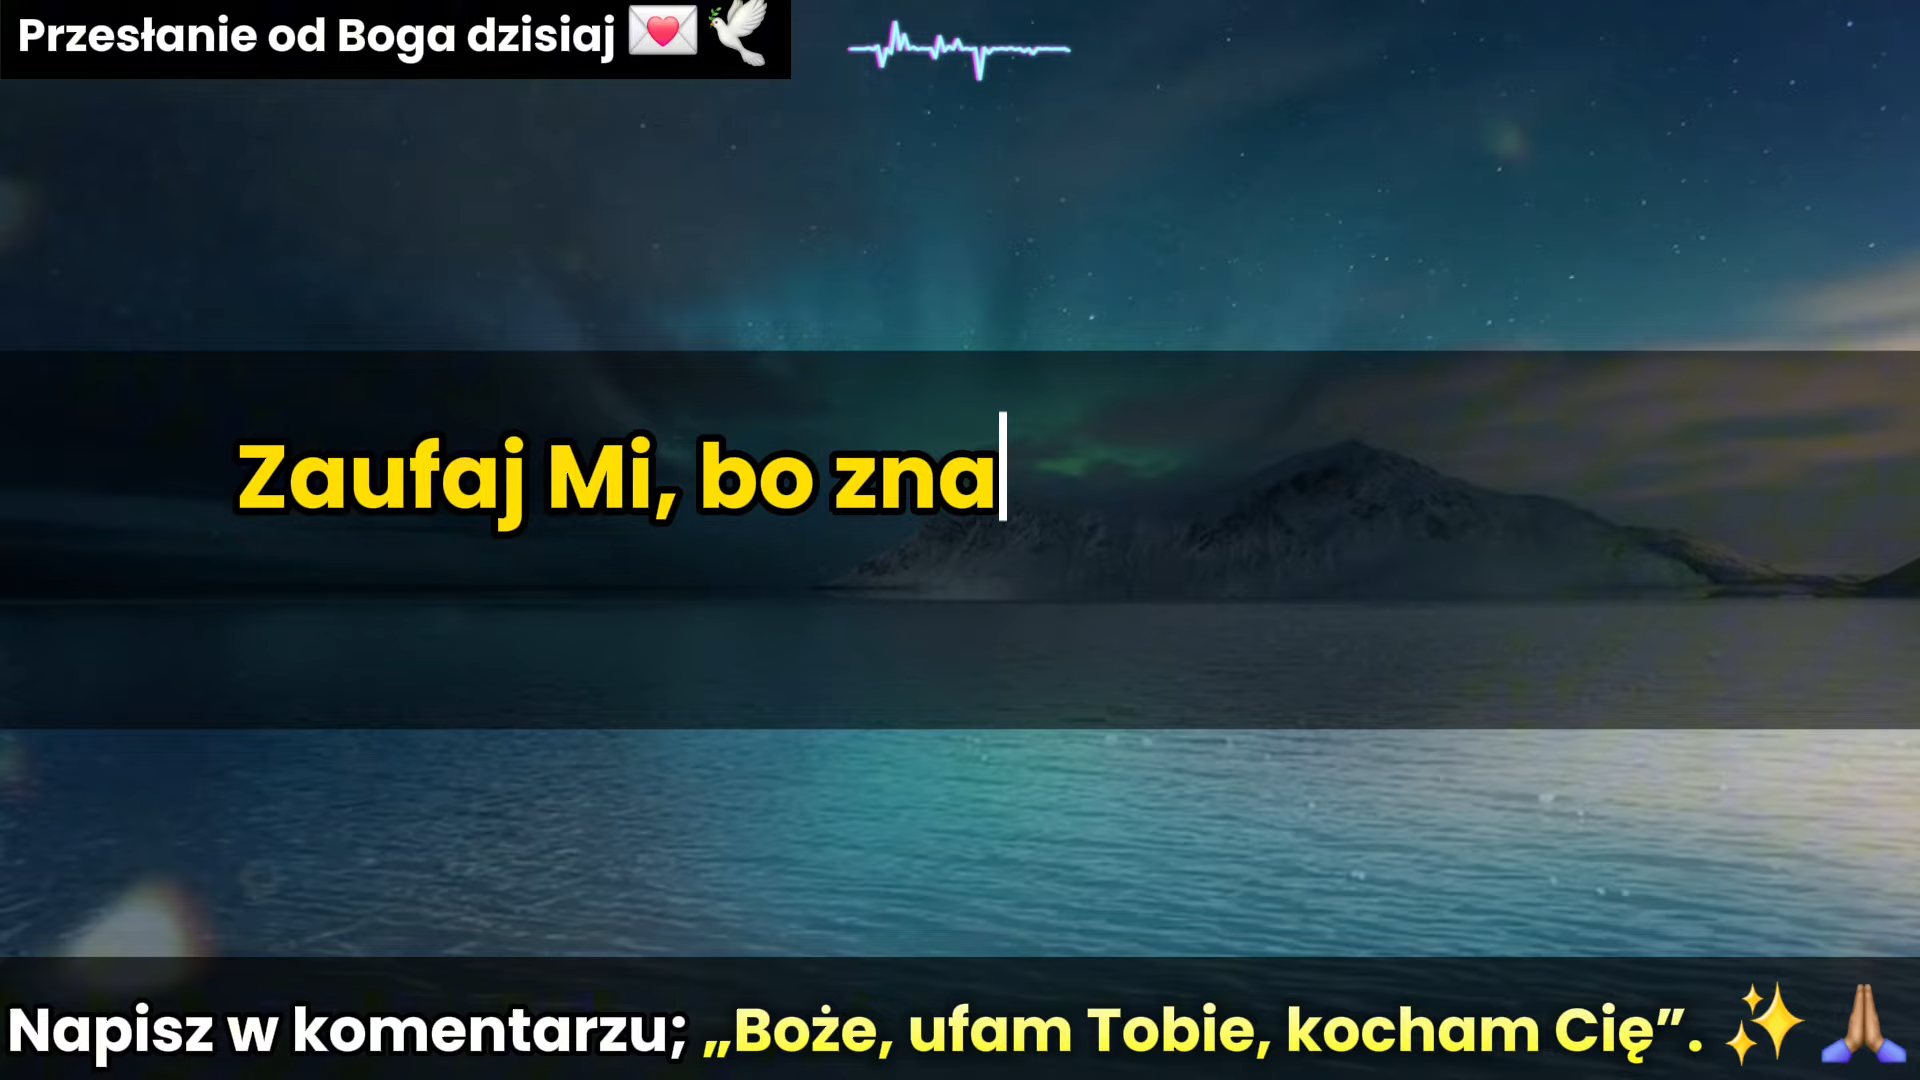 Przesłanie od Boga dzisiaj 💌 🕊️
Zaufaj Mi, bo zna
Napisz w komentarzu; „Boże, ufam Tobie, kocham Cię”. ✨ 🙏🏽